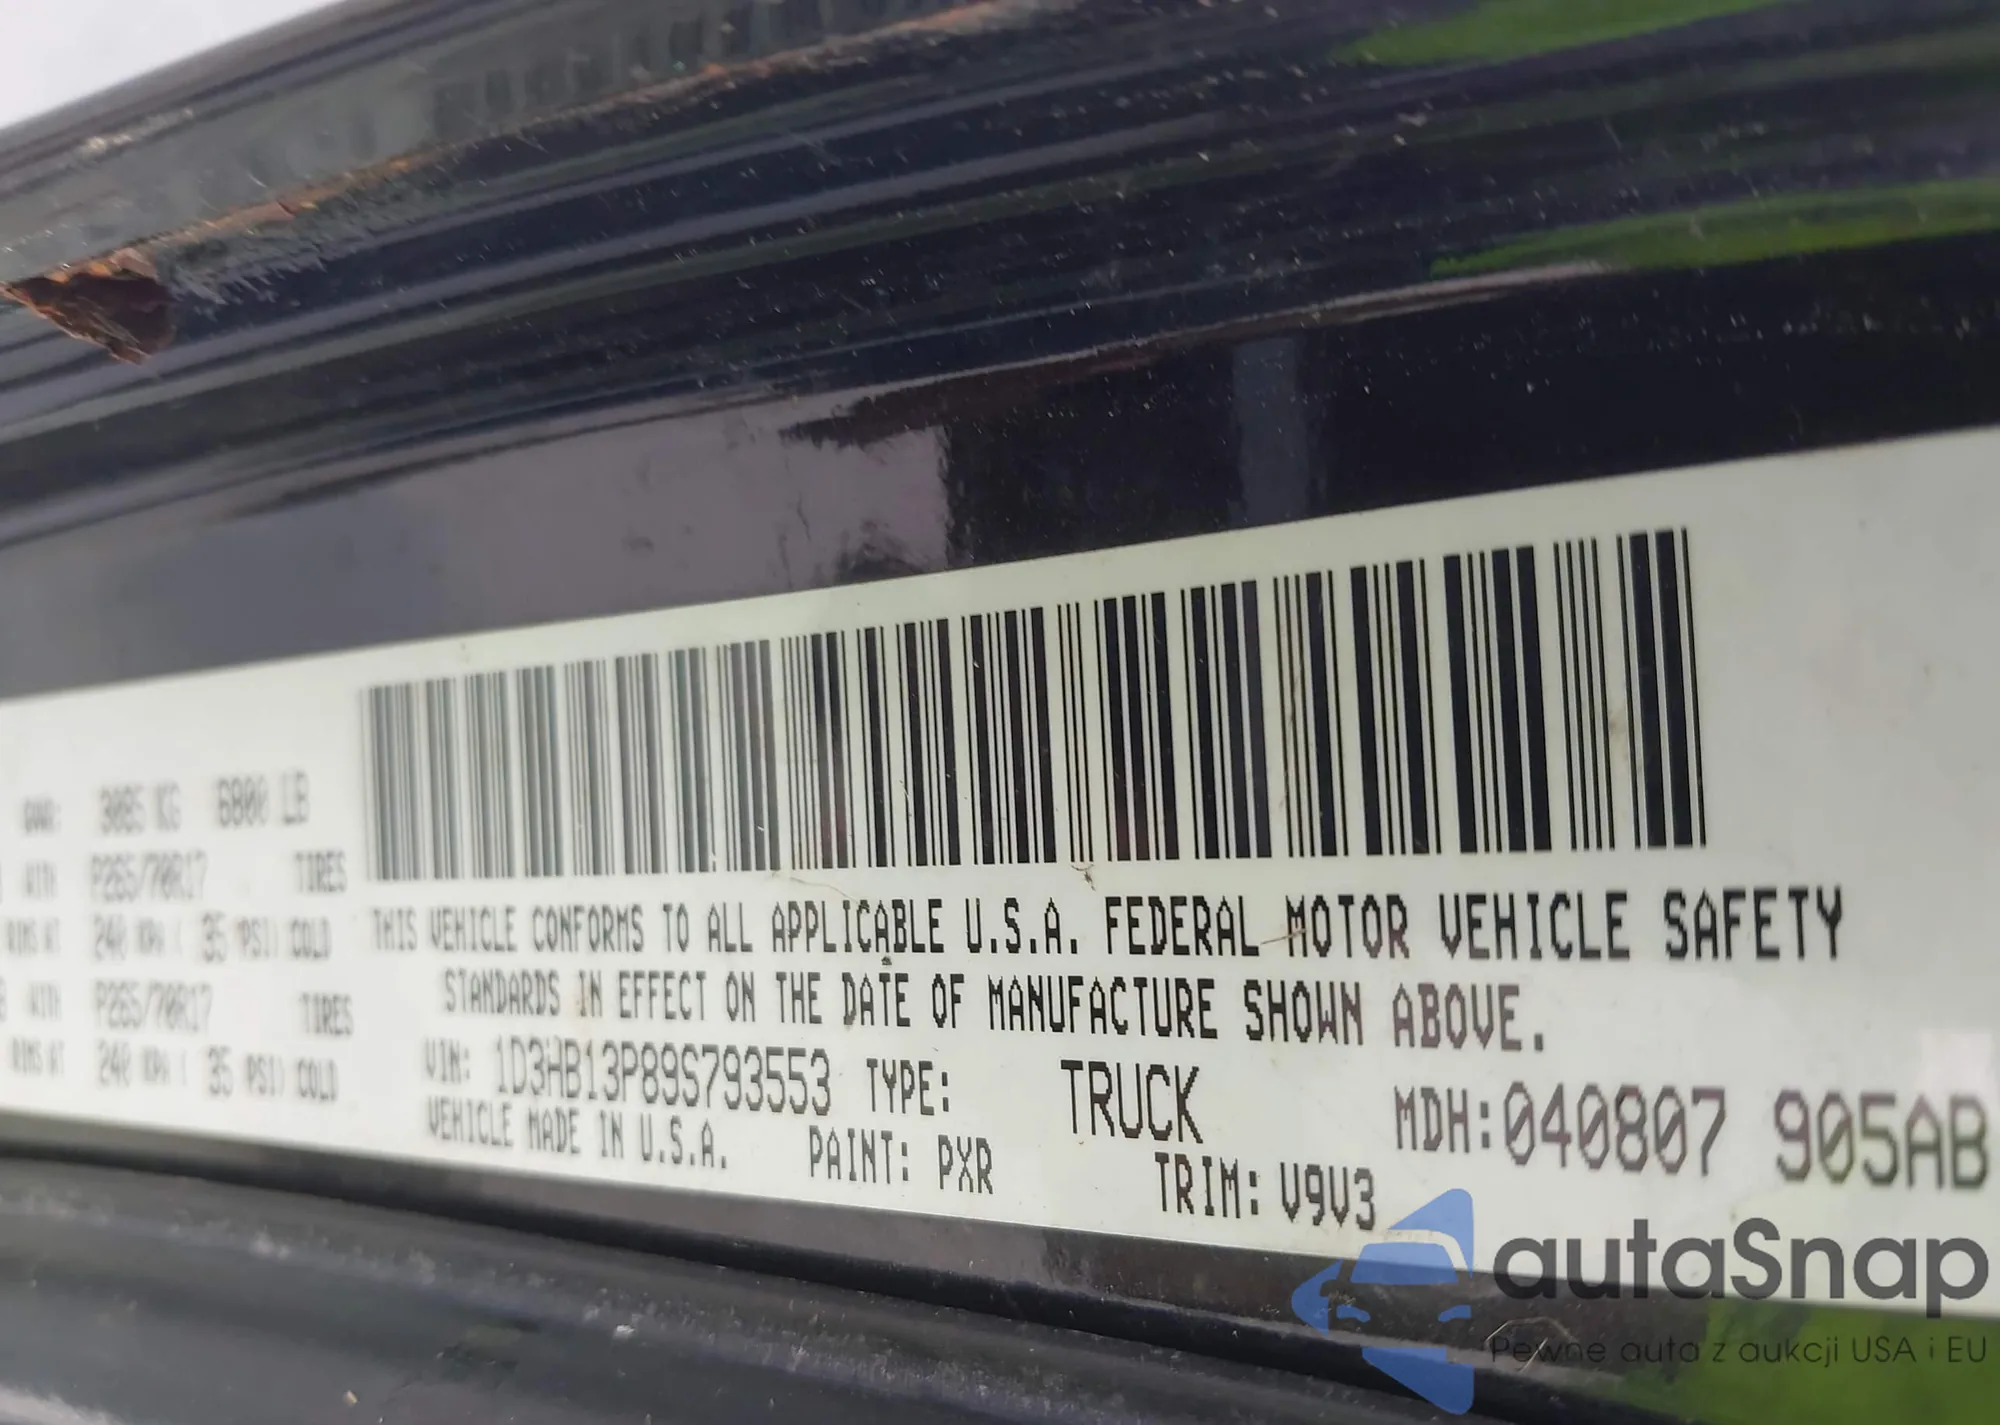 3085 KG 6800 LB
P265/70R17 TIRES
RIMS AT 240 KPA ( 35 PSI) COLD
P265/70R17 TIRES
RIMS AT 240 KPA ( 35 PSI) COLD
THIS VEHICLE CONFORMS TO ALL APPLICABLE U.S.A. FEDERAL MOTOR VEHICLE SAFETY
STANDARDS IN EFFECT ON THE DATE OF MANUFACTURE SHOWN ABOVE.
VIN: 1D3HB13P89S793553 TYPE: TRUCK MDH:040807 905AB
VEHICLE MADE IN U.S.A. PAINT: PXR TRIM: V9V3
autaSnap
Pewne auta z aukcji USA i EU